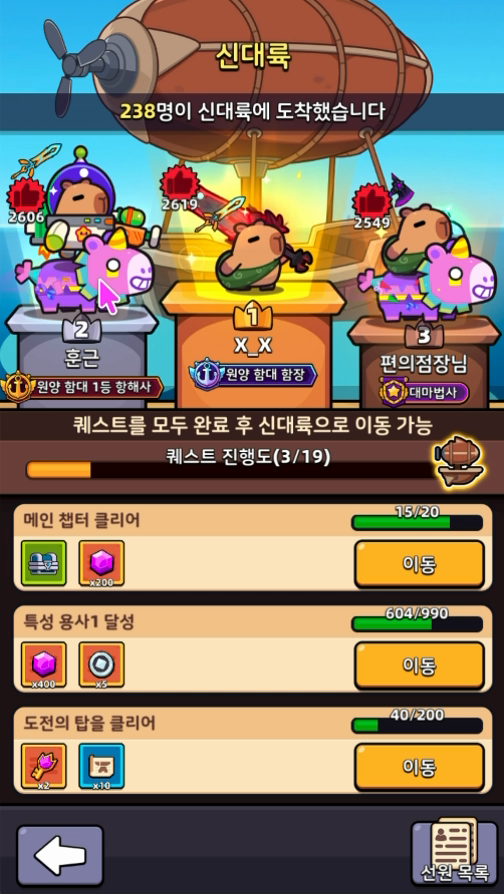 신대륙
238명이 신대륙에 도착했습니다
2606
2619
2549
2
1
3
훈근
X_X
편의점장님
원양 함대 1등 항해사
원양 함대 함장
대마법사
퀘스트를 모두 완료 후 신대륙으로 이동 가능
퀘스트 진행도(3/19)
메인 챕터 클리어
15/20
x200
이동
특성 용사1 달성
604/990
x400
x5
이동
도전의 탑을 클리어
40/200
x2
x10
이동
선원 목록